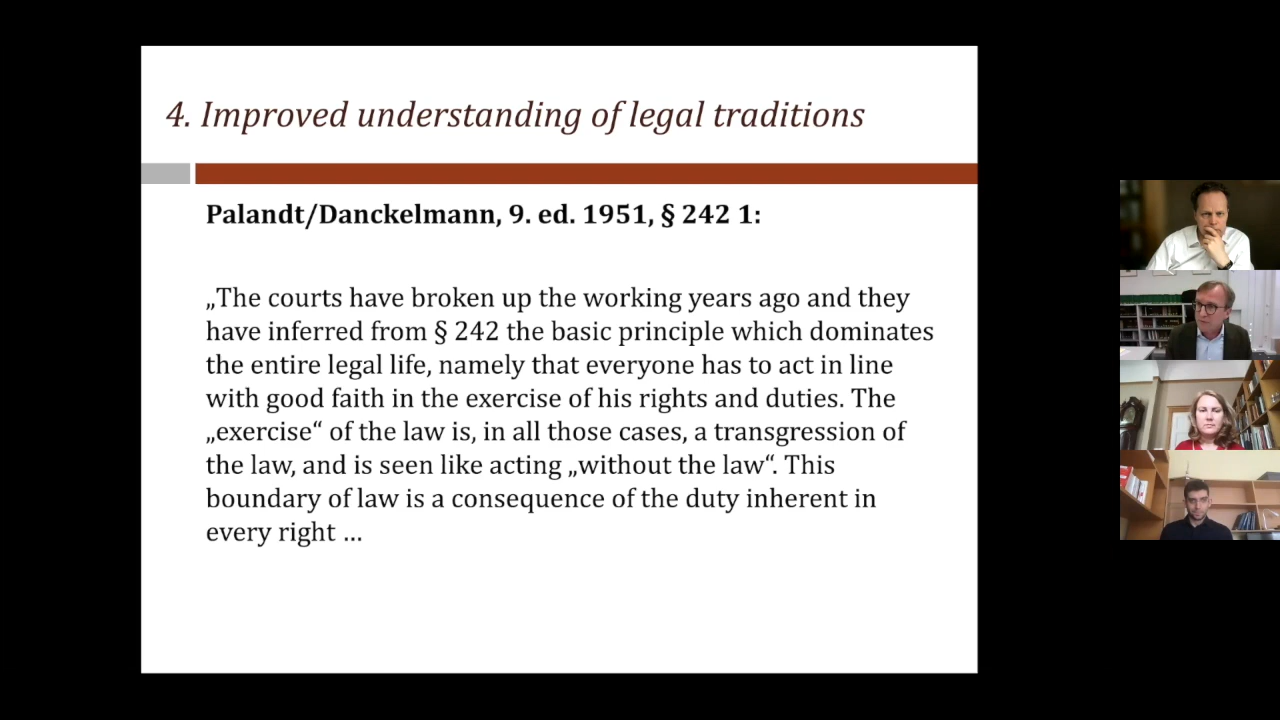 4. Improved understanding of legal traditions
Palandt/Danckelmann, 9. ed. 1951, § 242 1:
„The courts have broken up the working years ago and they
have inferred from § 242 the basic principle which dominates
the entire legal life, namely that everyone has to act in line
with good faith in the exercise of his rights and duties. The
„exercise“ of the law is, in all those cases, a transgression of
the law, and is seen like acting „without the law“. This
boundary of law is a consequence of the duty inherent in
every right ...